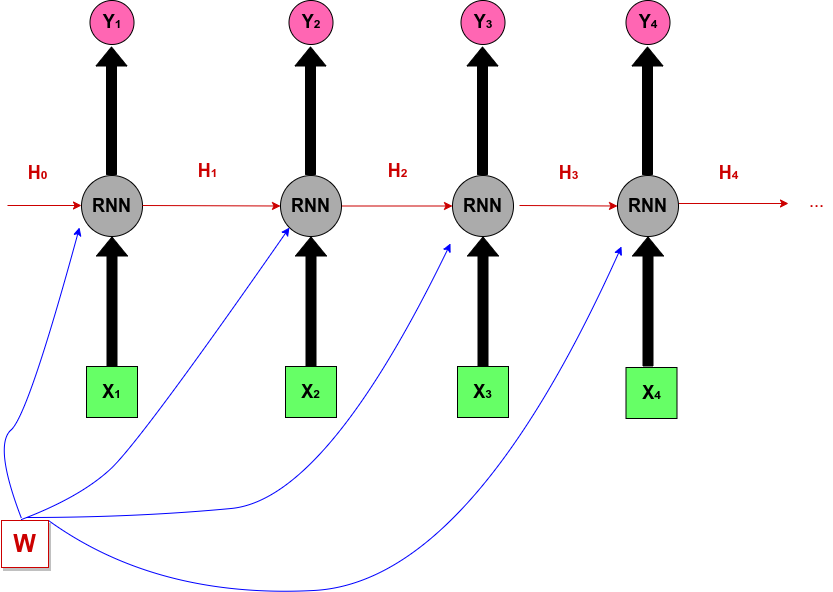 Y₁ Y₂ Y₃ Y₄
H₀ H₁ H₂ H₃ H₄
RNN RNN RNN RNN ...
X₁ X₂ X₃ X₄
W